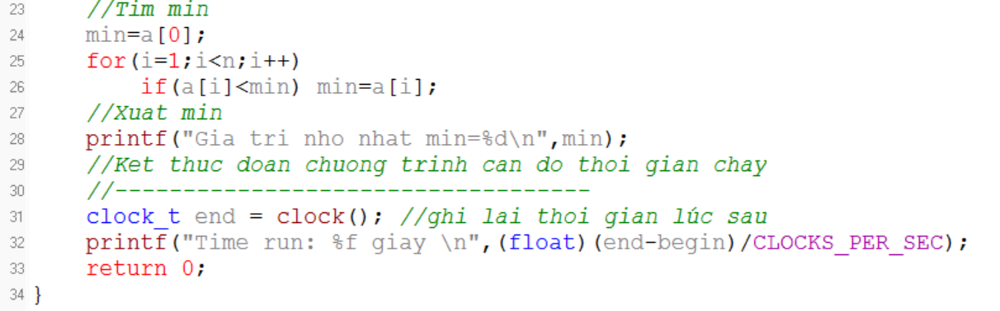 23 //Tim min
24 min=a[0];
25 for(i=1;i<n;i++)
26 if(a[i]<min) min=a[i];
27 //Xuat min
28 printf("Gia tri nho nhat min=%d\n",min);
29 //Ket thuc doan chuong trinh can do thoi gian chay
30 //-----------------------------------
31 clock_t end = clock(); //ghi lai thoi gian lúc sau
32 printf("Time run: %f giay \n",(float)(end-begin)/CLOCKS_PER_SEC);
33 return 0;
34 }